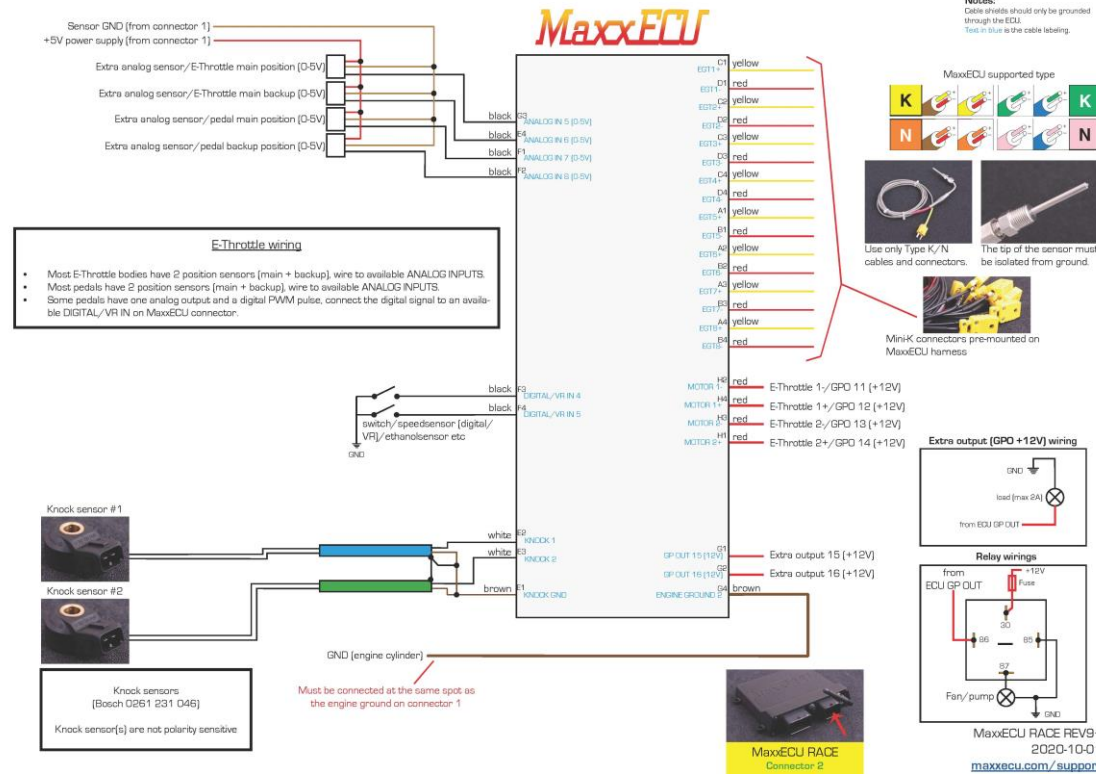 MaxxECU
Notes:
Cable shields should only be grounded
through the ECU.
Text in blue is the cable labeling.
Sensor GND (from connector 1)
+5V power supply (from connector 1)
Extra analog sensor/E-Throttle main position (0-5V)
Extra analog sensor/E-Throttle main backup (0-5V)
Extra analog sensor/pedal main position (0-5V)
Extra analog sensor/pedal backup position (0-5V)
black G3 ANALOG IN 5 (0-5V)
black E4 ANALOG IN 6 (0-5V)
black F1 ANALOG IN 7 (0-5V)
black F2 ANALOG IN 8 (0-5V)
E-Throttle wiring
• Most E-Throttle bodies have 2 position sensors (main + backup), wire to available ANALOG INPUTS.
• Most pedals have 2 position sensors (main + backup), wire to available ANALOG INPUTS.
• Some pedals have one analog output and a digital PWM pulse, connect the digital signal to an availa-
ble DIGITAL/VR IN on MaxxECU connector.
black F3 DIGITAL/VR IN 4
black F4 DIGITAL/VR IN 5
switch/speedsensor (digital/
VR)/ethanolsensor etc
GND
Knock sensor #1
Knock sensor #2
white E2 KNOCK 1
white E3 KNOCK 2
brown E1 KNOCK GND
Knock sensors
(Bosch 0261 231 046)
Knock sensor(s) are not polarity sensitive
GND (engine cylinder)
Must be connected at the same spot as
the engine ground on connector 1
EGT1+ C1 yellow
EGT1- D1 red
EGT2+ C2 yellow
EGT2- D2 red
EGT3+ C3 yellow
EGT3- D3 red
EGT4+ C4 yellow
EGT4- D4 red
EGT5+ A1 yellow
EGT5- B1 red
EGT6+ A2 yellow
EGT6- B2 red
EGT7+ A3 yellow
EGT7- B3 red
EGT8+ A4 yellow
EGT8- B4 red
MOTOR 1- H2 red E-Throttle 1-/GPO 11 (+12V)
MOTOR 1+ H4 red E-Throttle 1+/GPO 12 (+12V)
MOTOR 2- H3 red E-Throttle 2-/GPO 13 (+12V)
MOTOR 2+ H1 red E-Throttle 2+/GPO 14 (+12V)
GP OUT 15 (12V) G1 Extra output 15 (+12V)
GP OUT 16 (12V) G2 Extra output 16 (+12V)
ENGINE GROUND 2 G4 brown
MaxxECU supported type
K K
N N
Use only Type K/N
cables and connectors.
The tip of the sensor must
be isolated from ground.
Mini-K connectors pre-mounted on
MaxxECU harness
Extra output (GPO +12V) wiring
GND
load (max 2A)
from ECU GP OUT
Relay wirings
from
ECU GP OUT
+12V
Fuse
30
86
85
87
Fan/pump
GND
MaxxECU RACE
Connector 2
MaxxECU RACE REV9
2020-10-0
maxxecu.com/suppor